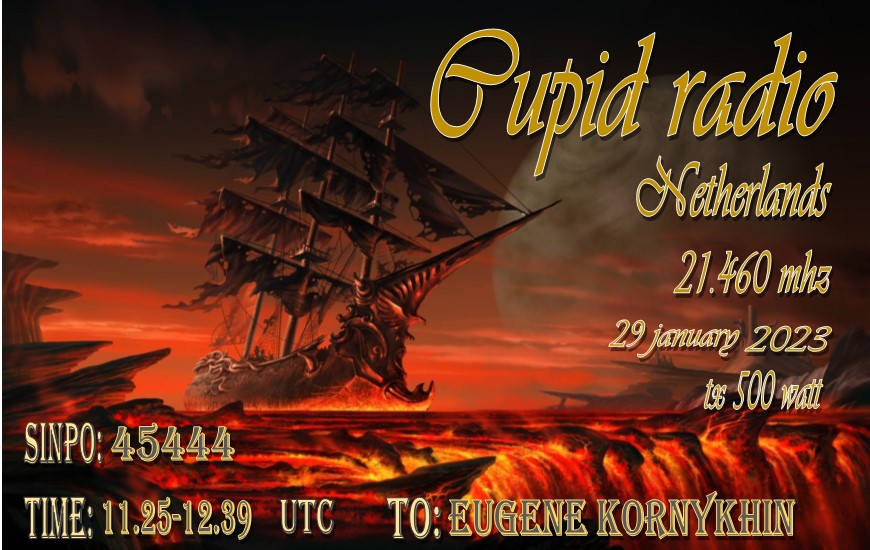 Cupid radio
Netherlands
21.460 mhz
29 january 2023
tx 500 watt
SINPO: 45444
TIME: 11.25-12.39 UTC TO: EUGENE KORNYKHIN